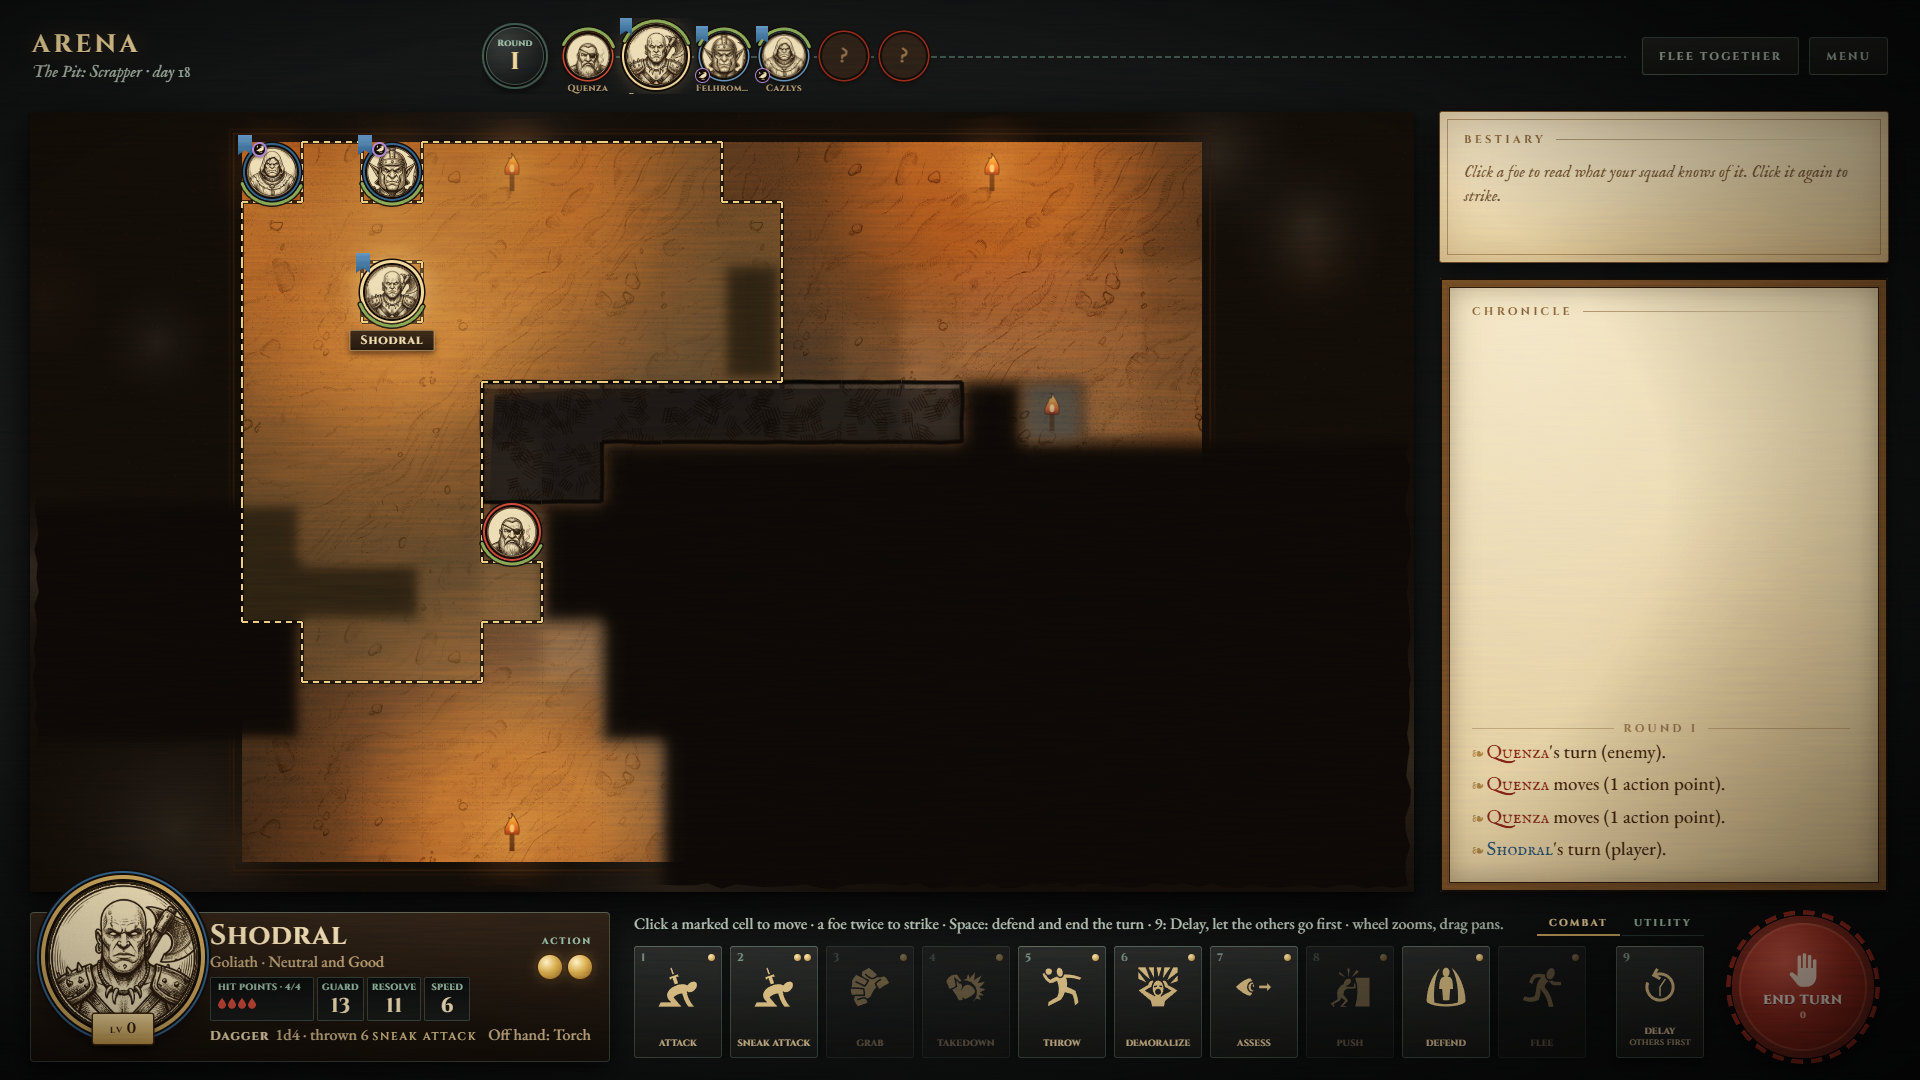 ARENA
The Pit: Scrapper · day 18
ROUND
I
QUENZA
FELHROM...
CAZLYS
?
?
FLEE TOGETHER
MENU
SHODRAL
BESTIARY
Click a foe to read what your squad knows of it. Click it again to
strike.
CHRONICLE
ROUND 1
QUENZA's turn (enemy).
QUENZA moves (1 action point).
QUENZA moves (1 action point).
SHODRAL's turn (player).
LV 0
SHODRAL
Goliath · Neutral and Good
ACTION
HIT POINTS · 4/4
GUARD
13
RESOLVE
11
SPEED
6
DAGGER 1d4 · thrown 6 SNEAK ATTACK Off hand: Torch
Click a marked cell to move · a foe twice to strike · Space: defend and end the turn · 9: Delay, let the others go first · wheel zooms, drag pans.
COMBAT
UTILITY
1
ATTACK
2
SNEAK ATTACK
3
GRAB
4
TAKEDOWN
5
THROW
6
DEMORALIZE
7
ASSESS
8
PUSH
DEFEND
FLEE
9
DELAY
OTHERS FIRST
END TURN
0